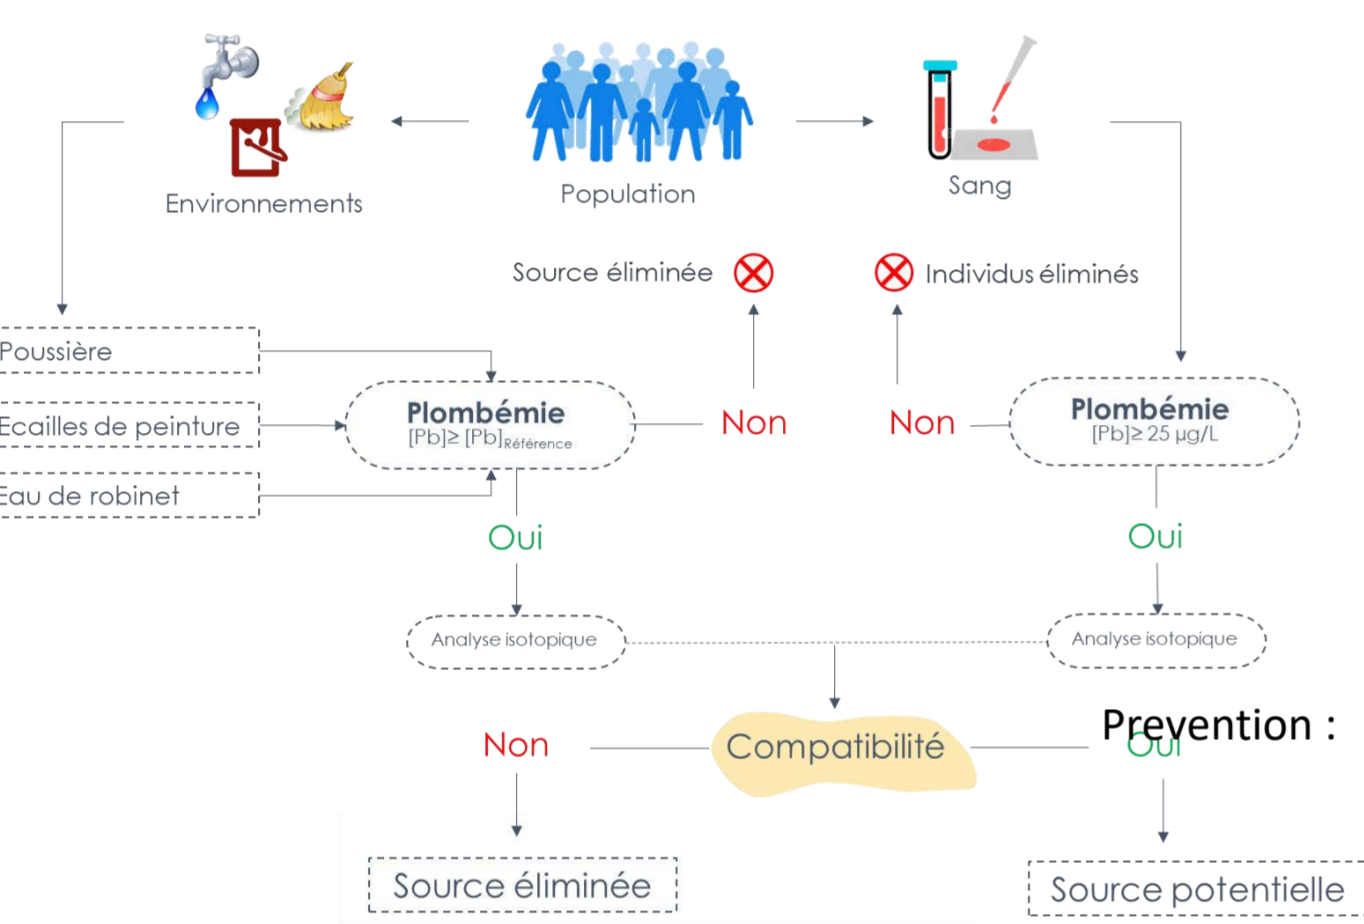 Environnements
Population
Sang
Source éliminée
Individus éliminés
Poussière
Ecailles de peinture
Eau de robinet
Plombémie
[Pb]≥ [Pb]Référence
Non
Non
Plombémie
[Pb]≥ 25 µg/L
Oui
Oui
Analyse isotopique
Analyse isotopique
Prevention :
Non
Compatibilité
Oui
Source éliminée
Source potentielle